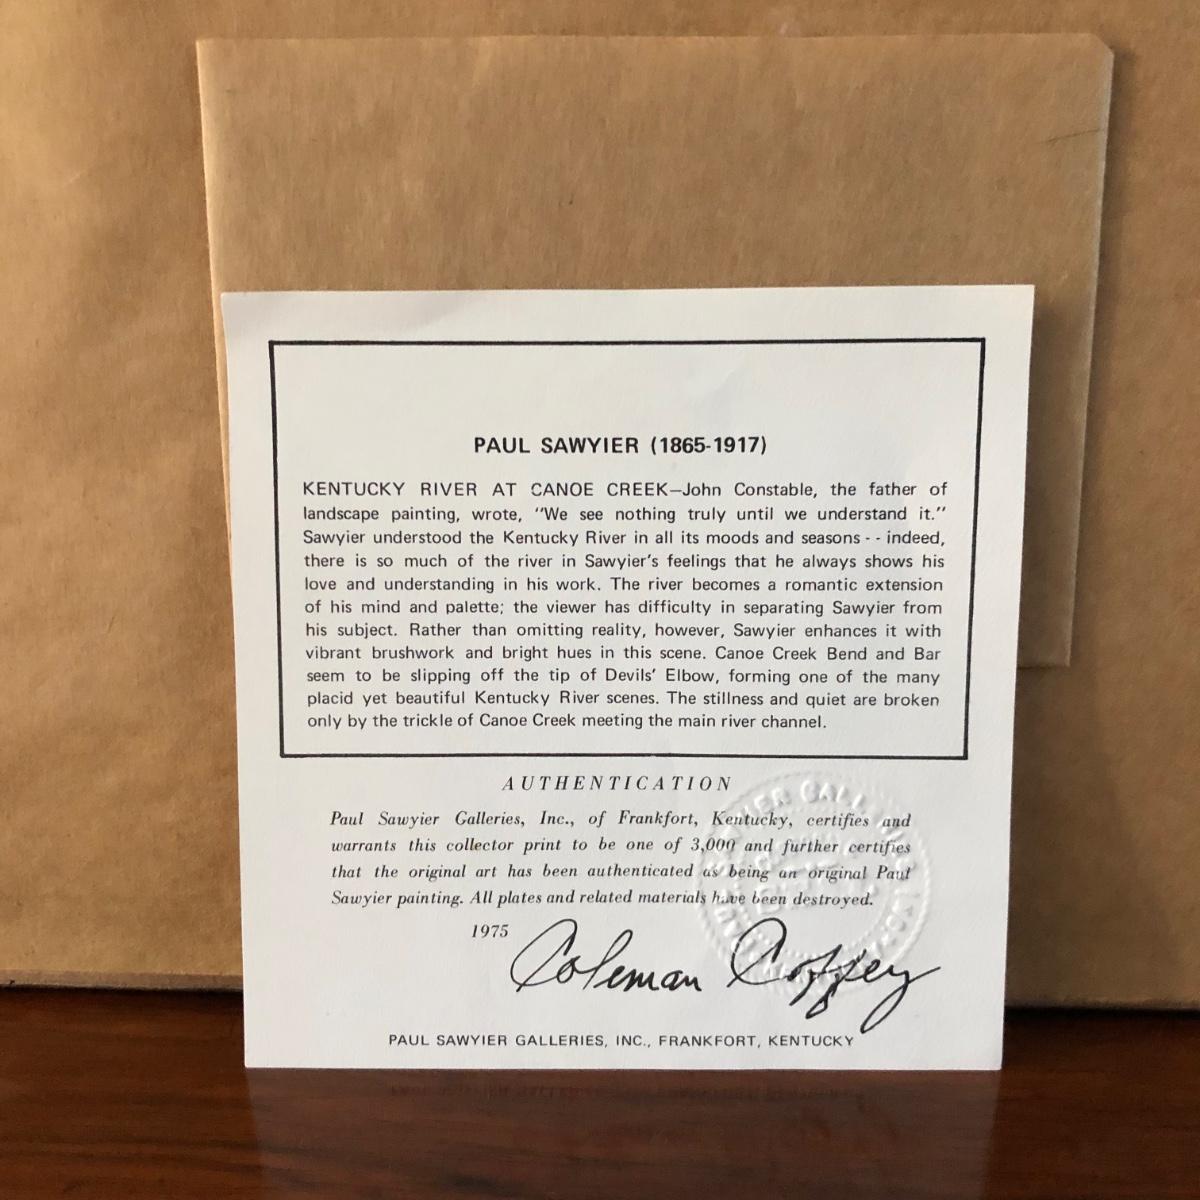 PAUL SAWYIER (1865-1917)
KENTUCKY RIVER AT CANOE CREEK—John Constable, the father of
landscape painting, wrote, "We see nothing truly until we understand it."
Sawyier understood the Kentucky River in all its moods and seasons - - indeed,
there is so much of the river in Sawyier's feelings that he always shows his
love and understanding in his work. The river becomes a romantic extension
of his mind and palette; the viewer has difficulty in separating Sawyier from
his subject. Rather than omitting reality, however, Sawyier enhances it with
vibrant brushwork and bright hues in this scene. Canoe Creek Bend and Bar
seem to be slipping off the tip of Devils' Elbow, forming one of the many
placid yet beautiful Kentucky River scenes. The stillness and quiet are broken
only by the trickle of Canoe Creek meeting the main river channel.
AUTHENTICATION
Paul Sawyier Galleries, Inc., of Frankfort, Kentucky, certifies and
warrants this collector print to be one of 3,000 and further certifies
that the original art has been authenticated as being an original Paul
Sawyier painting. All plates and related materials have been destroyed.
1975 Coleman Coffey
PAUL SAWYIER GALLERIES, INC., FRANKFORT, KENTUCKY